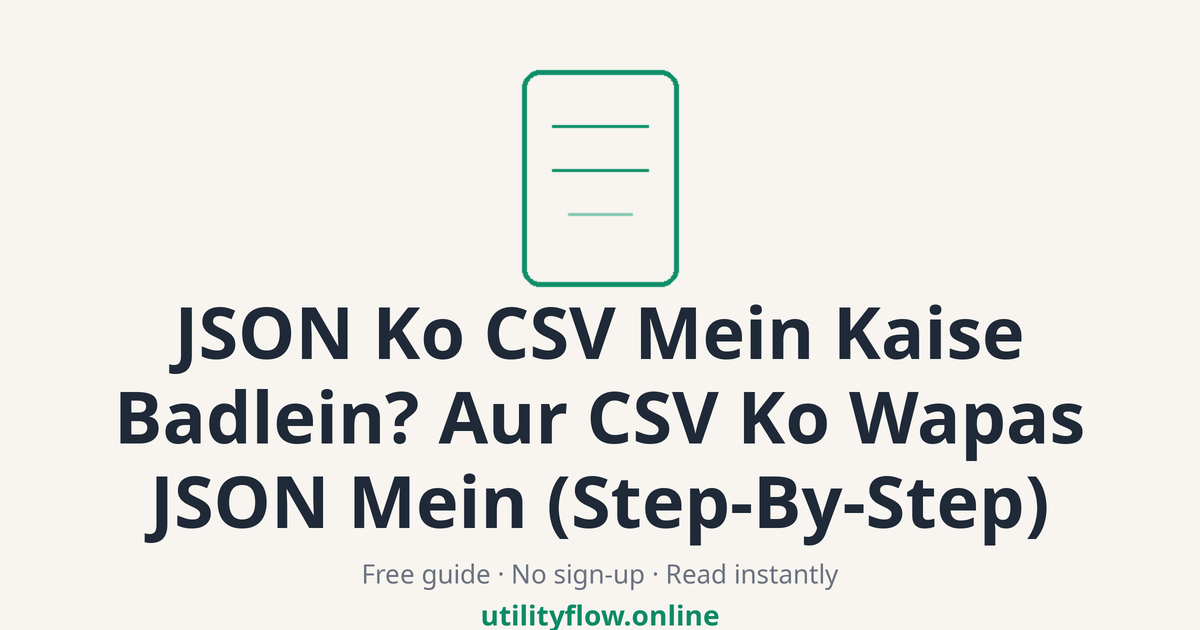 JSON Ko CSV Mein Kaise
Badlein? Aur CSV Ko Wapas
JSON Mein (Step-By-Step)
Free guide · No sign-up · Read instantly
utilityflow.online